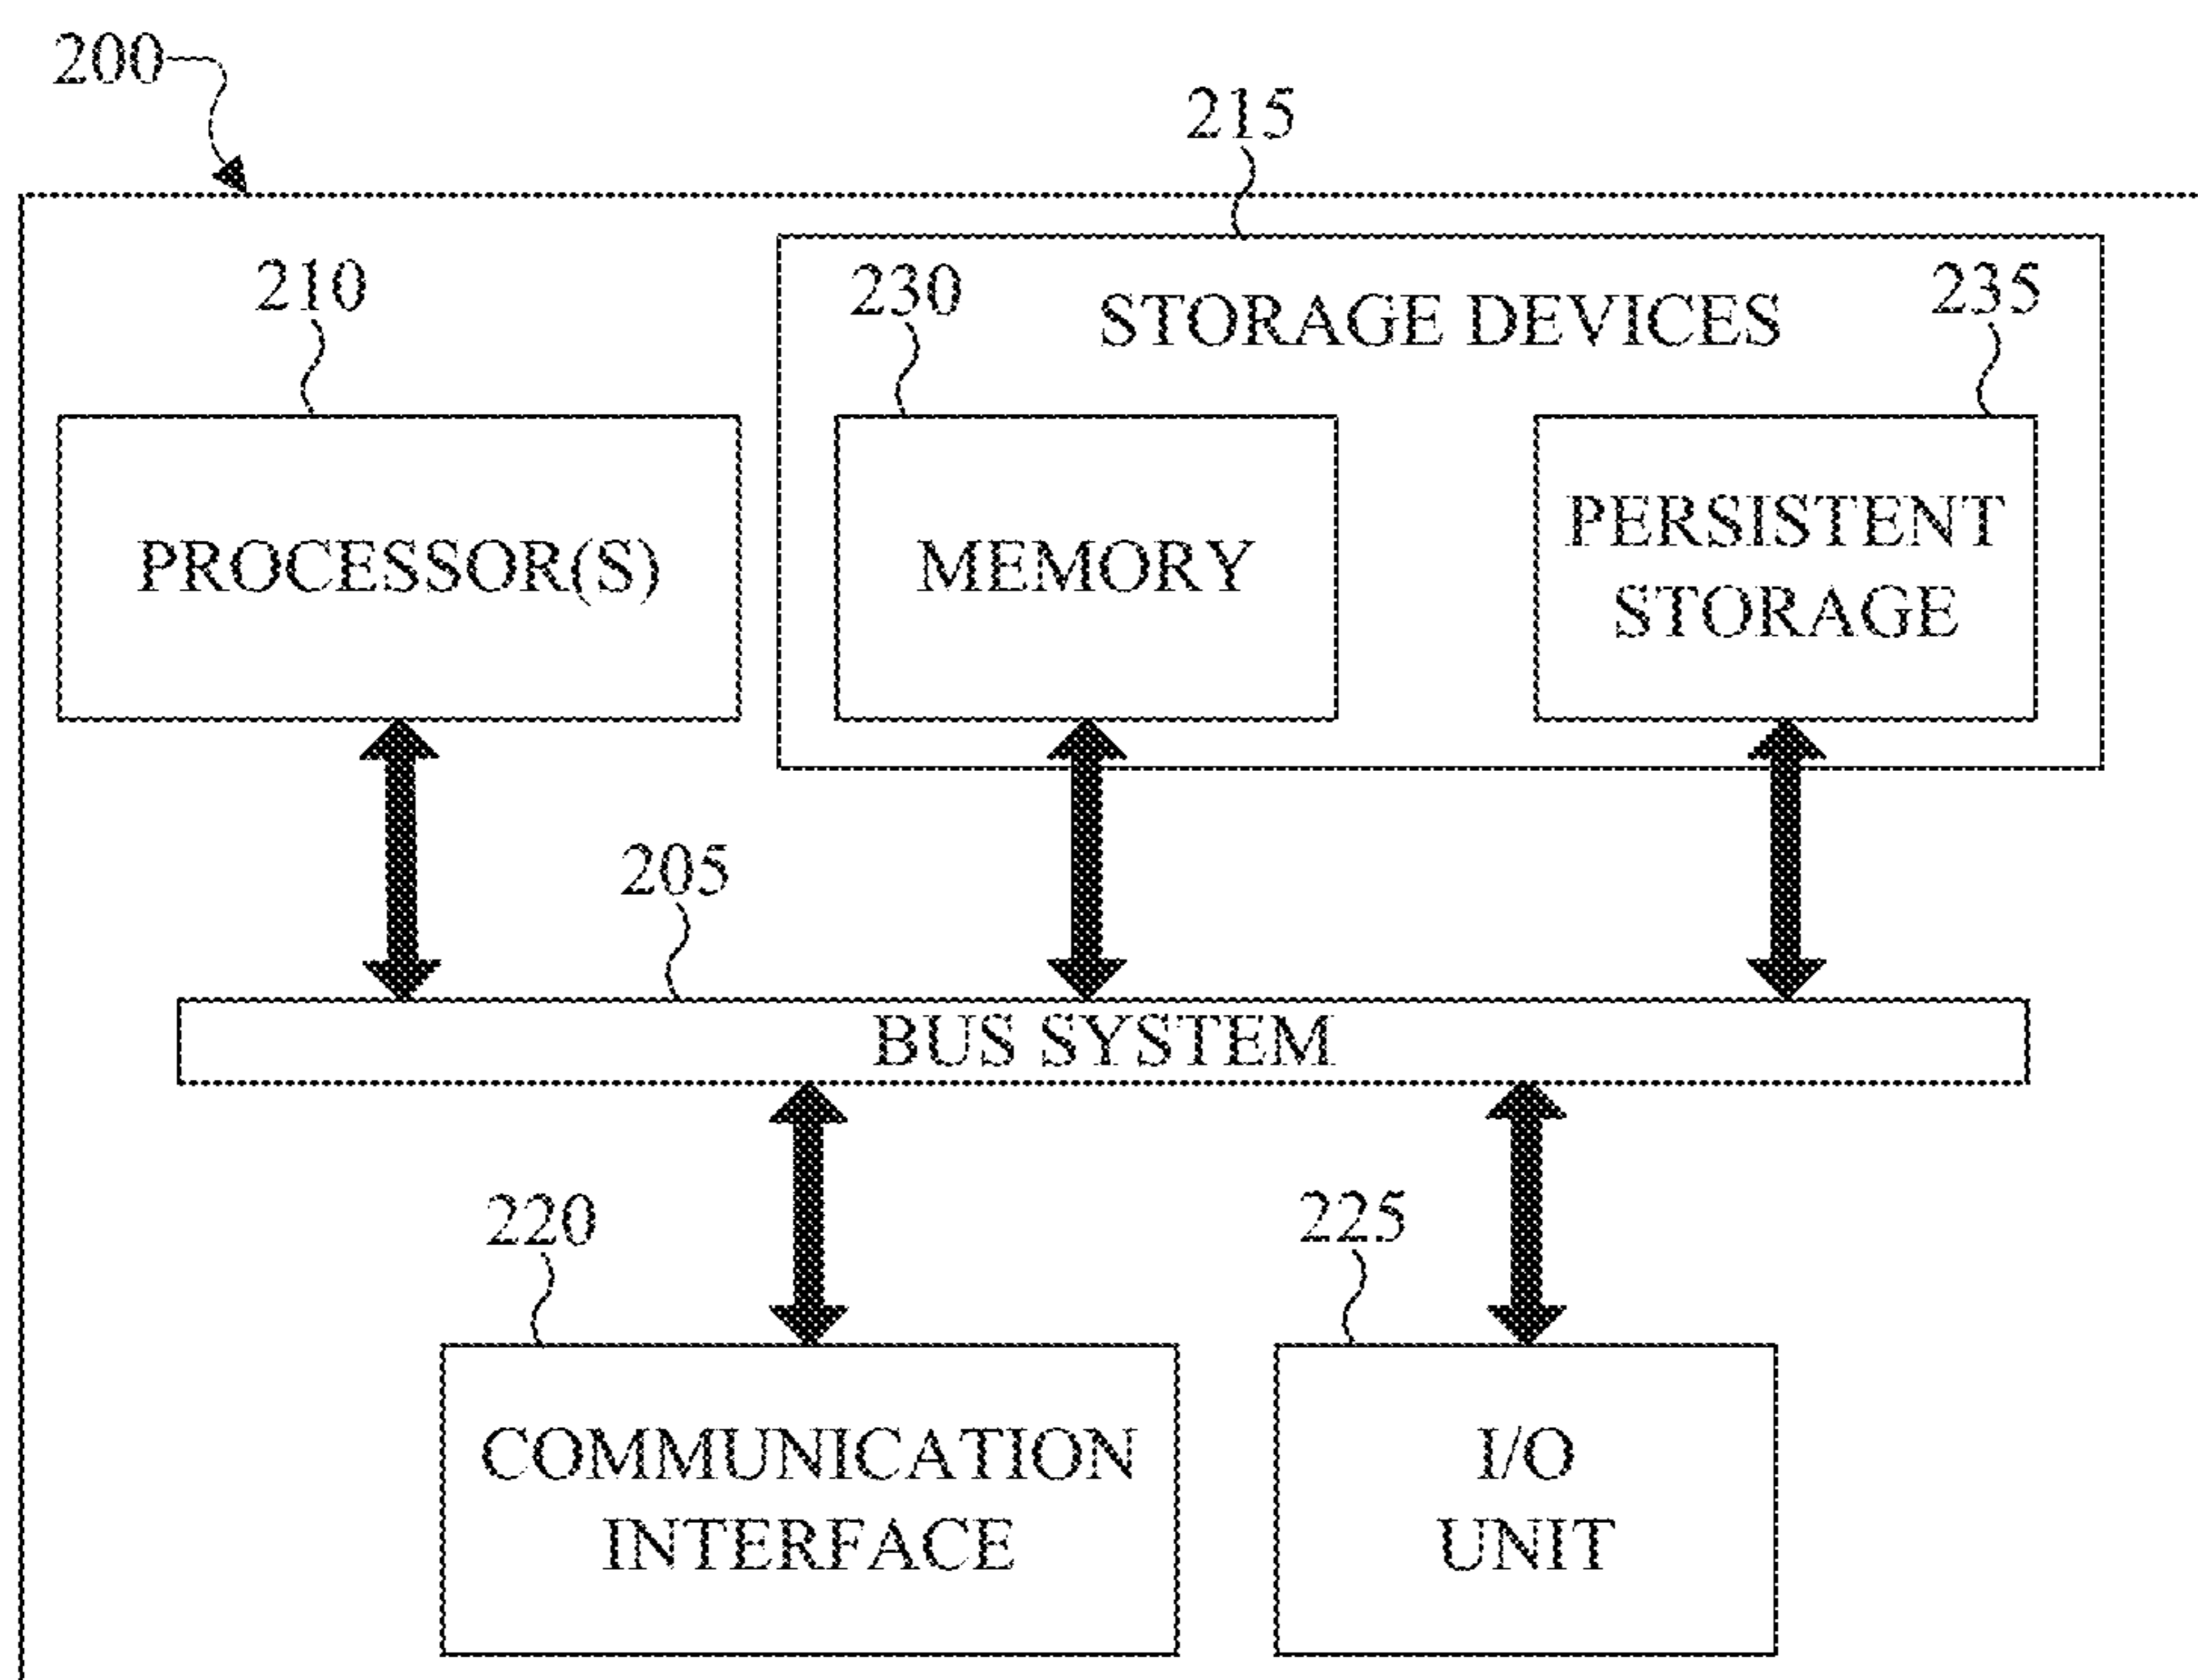 200
215
210
230
STORAGE DEVICES
235
PROCESSOR(S)
MEMORY
PERSISTENT
STORAGE
205
BUS SYSTEM
220
225
COMMUNICATION
INTERFACE
I/O
UNIT